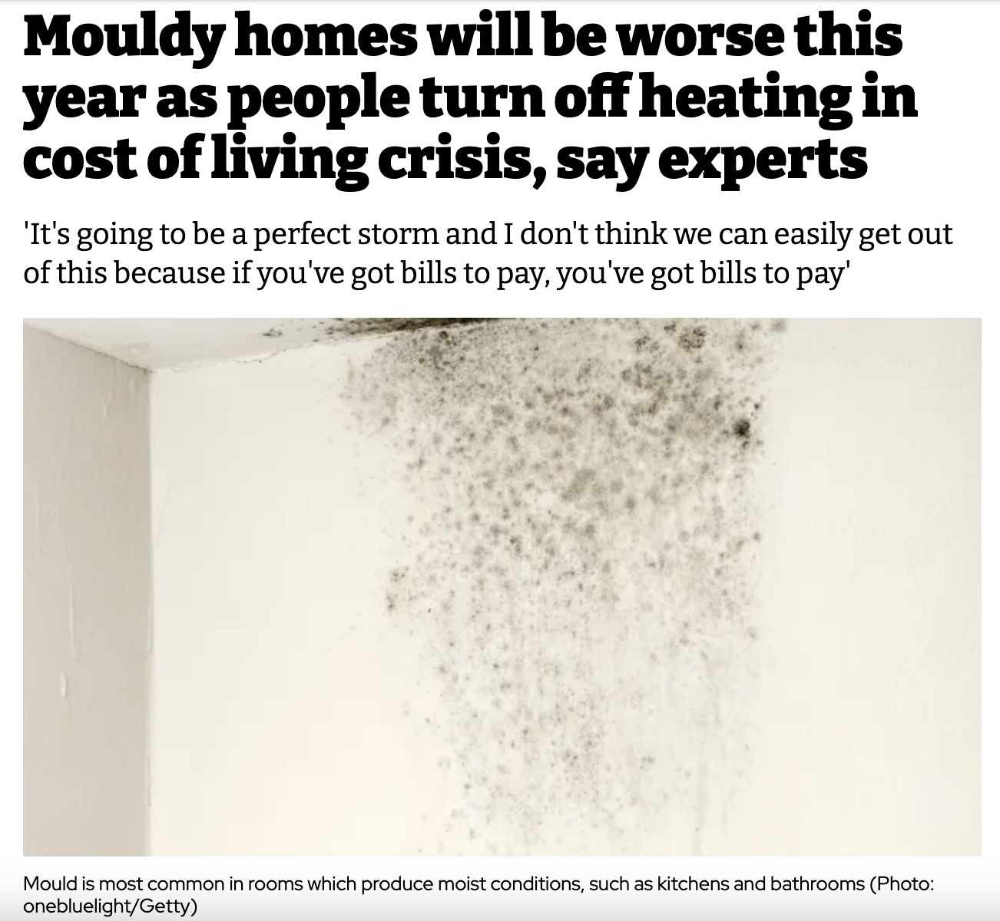 Mouldy homes will be worse this
year as people turn off heating in
cost of living crisis, say experts
'It's going to be a perfect storm and I don't think we can easily get out
of this because if you've got bills to pay, you've got bills to pay'
Mould is most common in rooms which produce moist conditions, such as kitchens and bathrooms (Photo:
onebluelight/Getty)